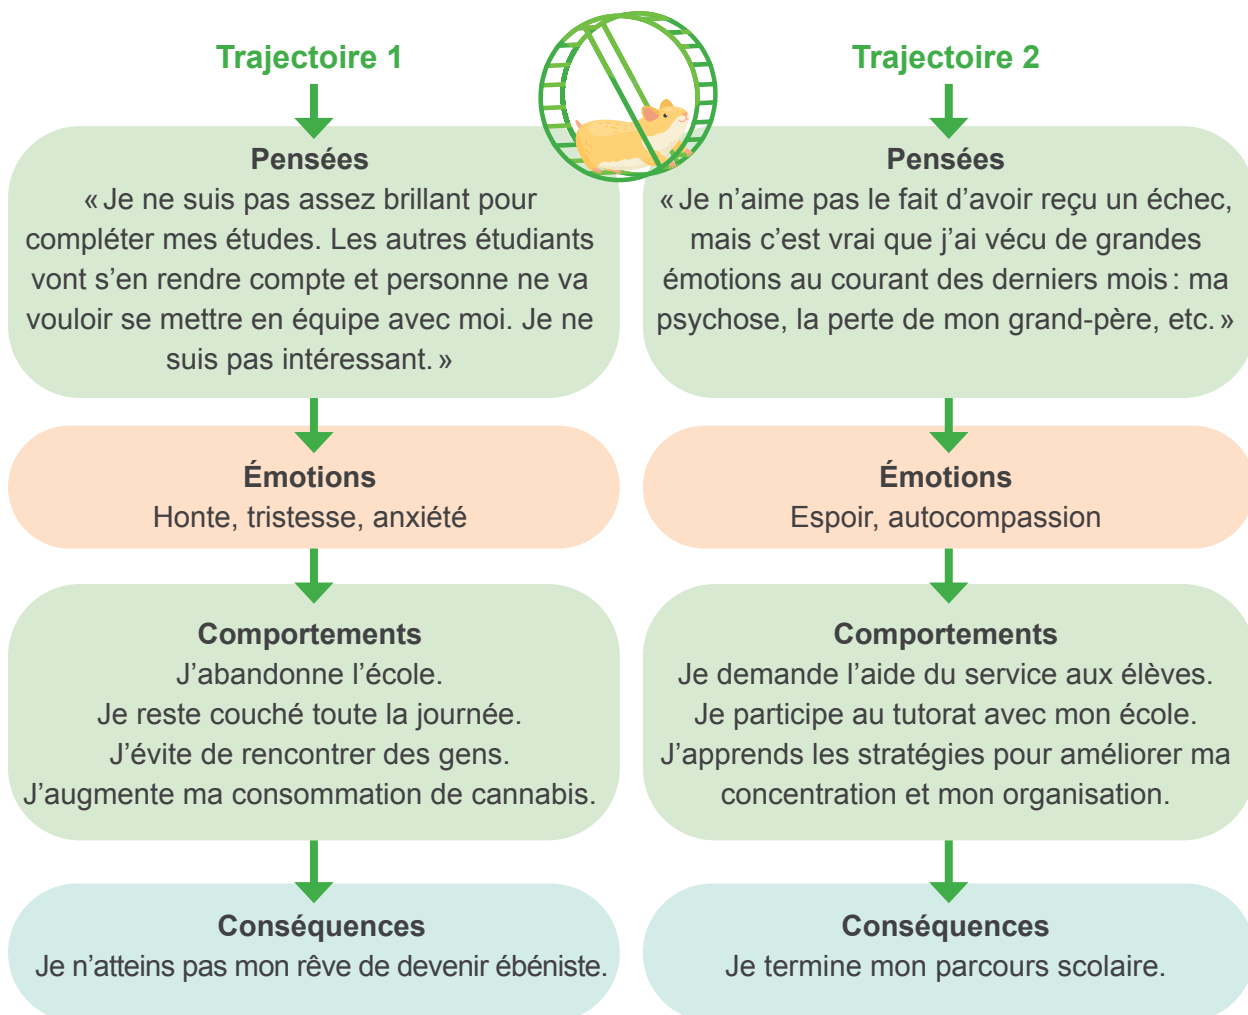 Trajectoire 1
Pensées
« Je ne suis pas assez brillant pour
compléter mes études. Les autres étudiants
vont s’en rendre compte et personne ne va
vouloir se mettre en équipe avec moi. Je ne
suis pas intéressant. »
Émotions
Honte, tristesse, anxiété
Comportements
J’abandonne l’école.
Je reste couché toute la journée.
J’évite de rencontrer des gens.
J’augmente ma consommation de cannabis.
Conséquences
Je n’atteins pas mon rêve de devenir ébéniste.
Trajectoire 2
Pensées
« Je n’aime pas le fait d’avoir reçu un échec,
mais c’est vrai que j’ai vécu de grandes
émotions au courant des derniers mois : ma
psychose, la perte de mon grand-père, etc. »
Émotions
Espoir, autocompassion
Comportements
Je demande l’aide du service aux élèves.
Je participe au tutorat avec mon école.
J’apprends les stratégies pour améliorer ma
concentration et mon organisation.
Conséquences
Je termine mon parcours scolaire.